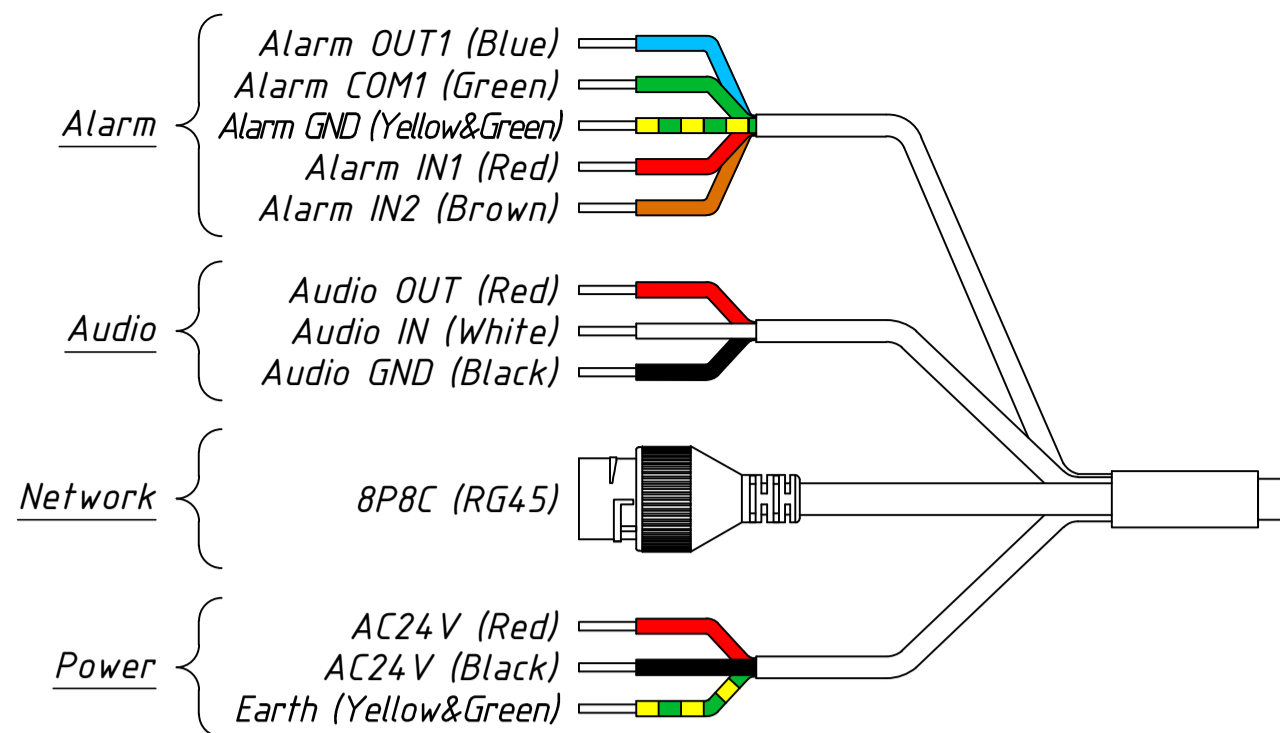 Alarm
Alarm OUT1 (Blue)
Alarm COM1 (Green)
Alarm GND (Yellow&Green)
Alarm IN1 (Red)
Alarm IN2 (Brown)
Audio
Audio OUT (Red)
Audio IN (White)
Audio GND (Black)
Network
8P8C (RG45)
Power
AC24V (Red)
AC24V (Black)
Earth (Yellow&Green)